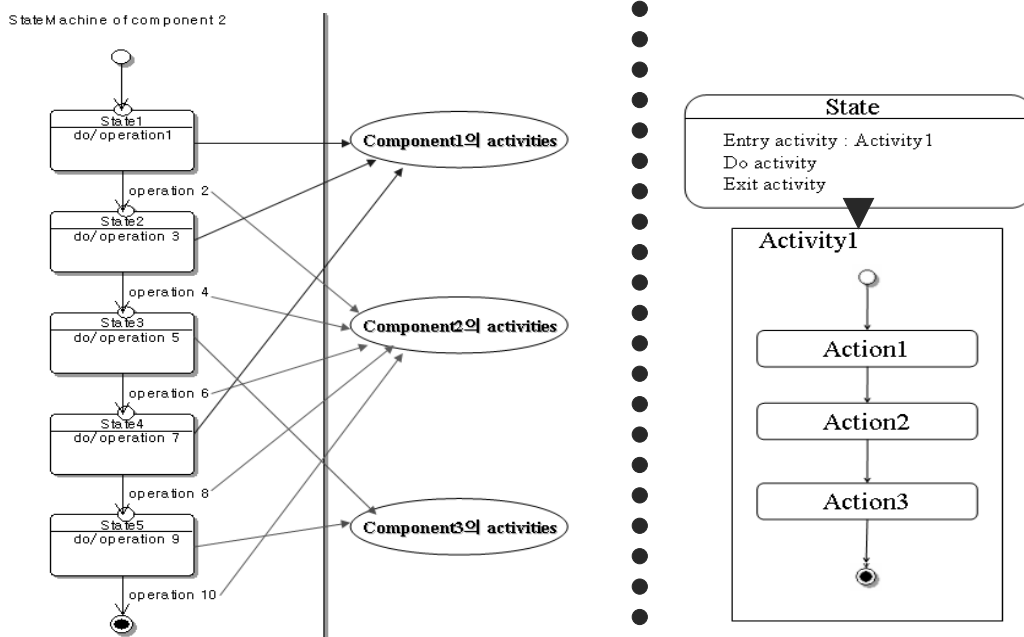 StateMachine of component 2
State1
do/operation1
operation 2
State2
do/operation 3
operation 4
State3
do/operation 5
operation 6
State4
do/operation 7
operation 8
State5
do/operation 9
operation 10
Component1의 activities
Component2의 activities
Component3의 activities
State
Entry activity : Activity1
Do activity
Exit activity
Activity1
Action1
Action2
Action3